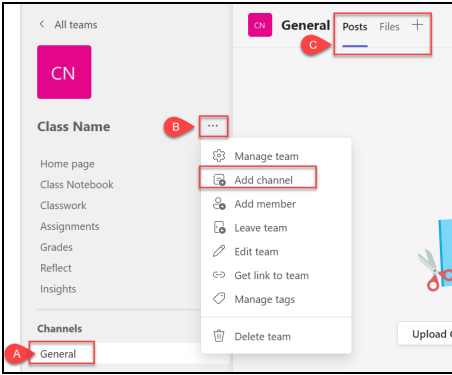 < All teams
CN
Class Name
B
...
Home page
Class Notebook
Classwork
Assignments
Grades
Reflect
Insights
Channels
A
General
Manage team
Add channel
Add member
Leave team
Edit team
Get link to team
Manage tags
Delete team
CN
General
Posts
Files
+
C
Upload